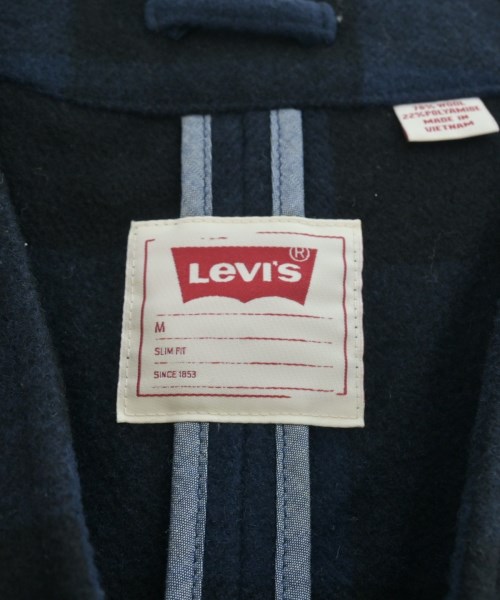 78% WOOL
22%POLYAMIDE
MADE IN
VIETNAM
Levi's®
M
SLIM FIT
SINCE 1853